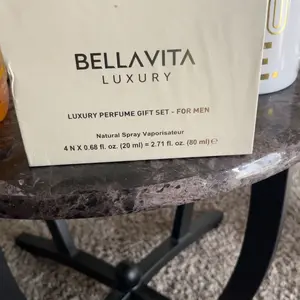 BELLAVITA
LUXURY
LUXURY PERFUME GIFT SET - FOR MEN
Natural Spray Vaporisateur
4 N X 0.68 fl. oz. (20 ml) = 2.71 fl. oz. (80 ml) ℮